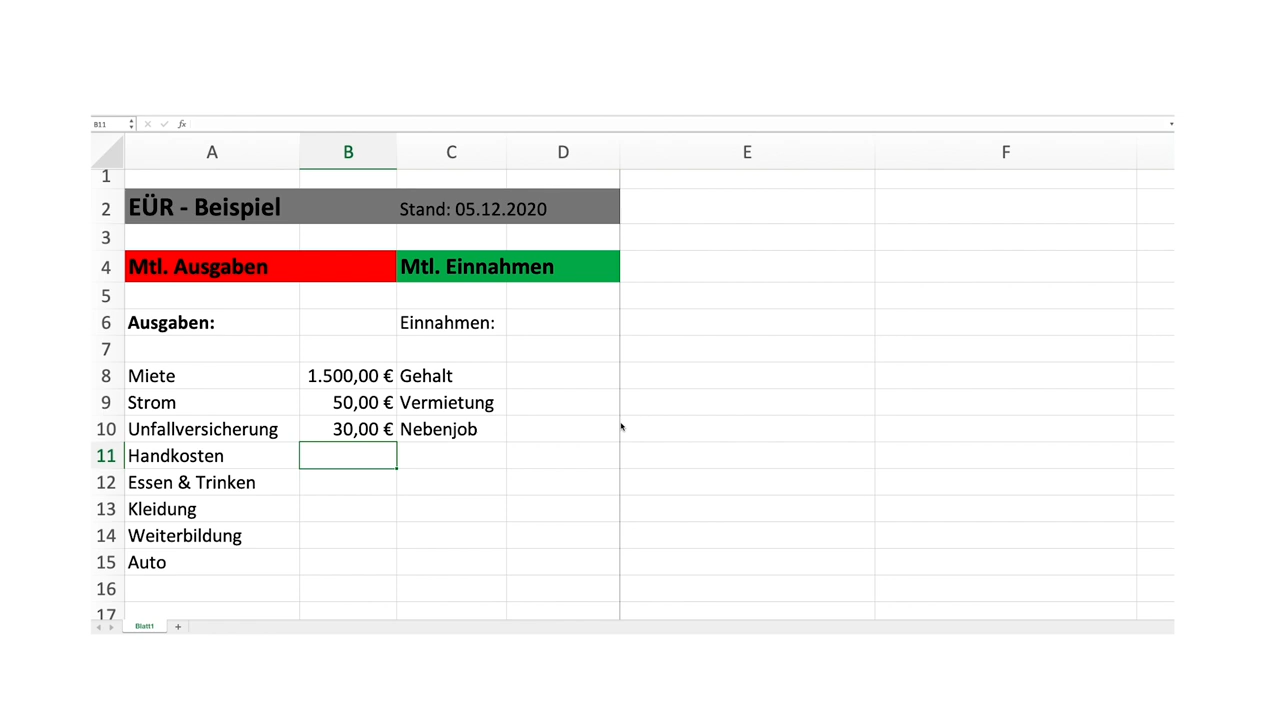 B11 fx
A B C D E F
1
2 EÜR - Beispiel Stand: 05.12.2020
3
4 Mtl. Ausgaben Mtl. Einnahmen
5
6 Ausgaben: Einnahmen:
7
8 Miete 1.500,00 € Gehalt
9 Strom 50,00 € Vermietung
10 Unfallversicherung 30,00 € Nebenjob
11 Handkosten
12 Essen & Trinken
13 Kleidung
14 Weiterbildung
15 Auto
16
17
Blatt1 +